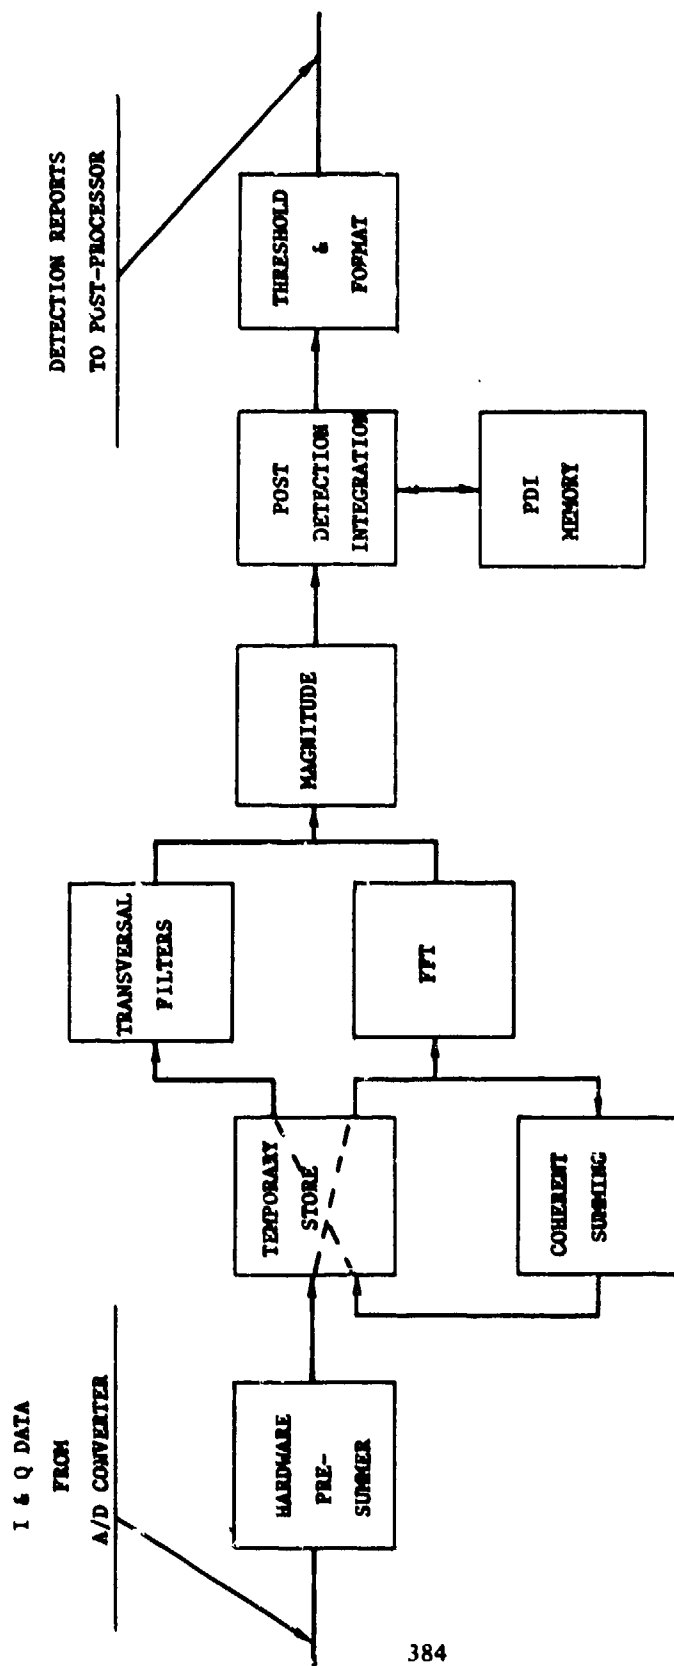 I & Q DATA
FROM
A/D CONVERTER
HARDWARE
PRE-
SUMMER
TEMPORARY
STORE
COHERENT
SUMMING
TRANSVERSAL
FILTERS
FFT
MAGNITUDE
POST
DETECTION
INTEGRATION
PDI
MEMORY
THRESHOLD
&
FORMAT
DETECTION REPORTS
TO POST-PROCESSOR
384